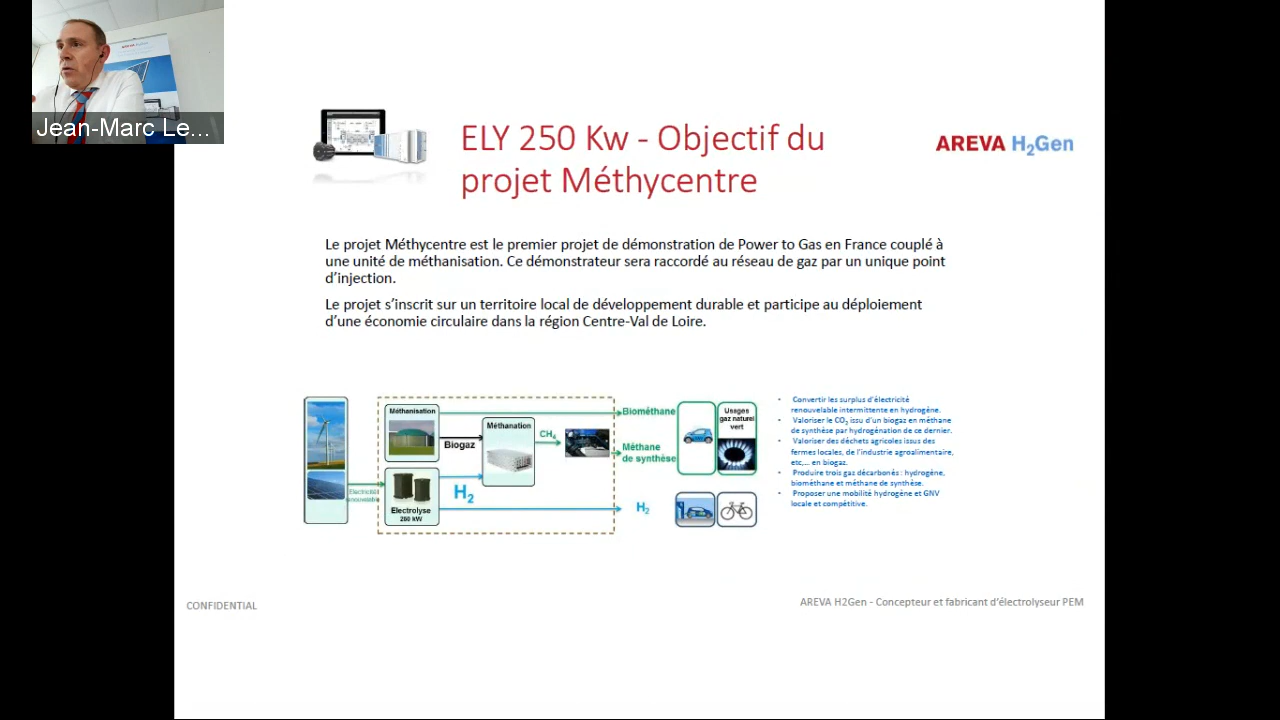 AREVA H2Gen
Jean-Marc Le...
ELY 250 Kw - Objectif du
projet Méthycentre
AREVA H₂Gen
Le projet Méthycentre est le premier projet de démonstration de Power to Gas en France couplé à
une unité de méthanisation. Ce démonstrateur sera raccordé au réseau de gaz par un unique point
d’injection.
Le projet s’inscrit sur un territoire local de développement durable et participe au déploiement
d’une économie circulaire dans la région Centre-Val de Loire.
Electricité
renouvelable
Méthanisation
Biogaz
Electrolyse
250 kW
H₂
Méthanation
CH₄
Biométhane
Méthane
de synthèse
H₂
Usages
gaz naturel
vert
• Convertir les surplus d’électricité
renouvelable intermittente en hydrogène.
• Valoriser le CO₂ issu d’un biogaz en méthane
de synthèse par hydrogénation de ce dernier.
• Valoriser des déchets agricoles issus des
fermes locales, de l’industrie agroalimentaire,
etc,... en biogaz.
• Produire trois gaz décarbonés : hydrogène,
biométhane et méthane de synthèse.
• Proposer une mobilité hydrogène et GNV
locale et compétitive.
CONFIDENTIAL
AREVA H2Gen - Concepteur et fabricant d’électrolyseur PEM